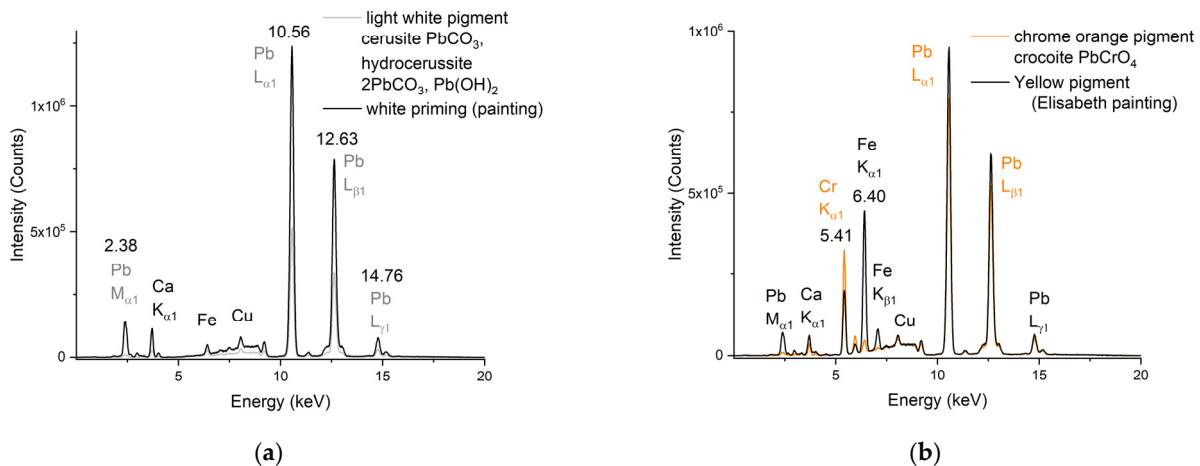 light white pigment
cerusite PbCO3,
hydrocerussite
2PbCO3, Pb(OH)2
white priming (painting)
10.56
Pb
Lα1
12.63
Pb
Lβ1
2.38
Pb
Mα1
Ca
Kα1
Fe
Cu
14.76
Pb
Lγ1
1x10^6
5x10^5
0
5
10
15
20
Intensity (Counts)
Energy (keV)
(a)
chrome orange pigment
crocoite PbCrO4
Yellow pigment
(Elisabeth painting)
Pb
Lα1
Fe
Kα1
6.40
Pb
Lβ1
Cr
Kα1
5.41
Fe
Kβ1
Pb
Mα1
Ca
Kα1
Cu
Pb
Lγ1
1x10^6
5x10^5
0
5
10
15
20
Intensity (Counts)
Energy (keV)
(b)